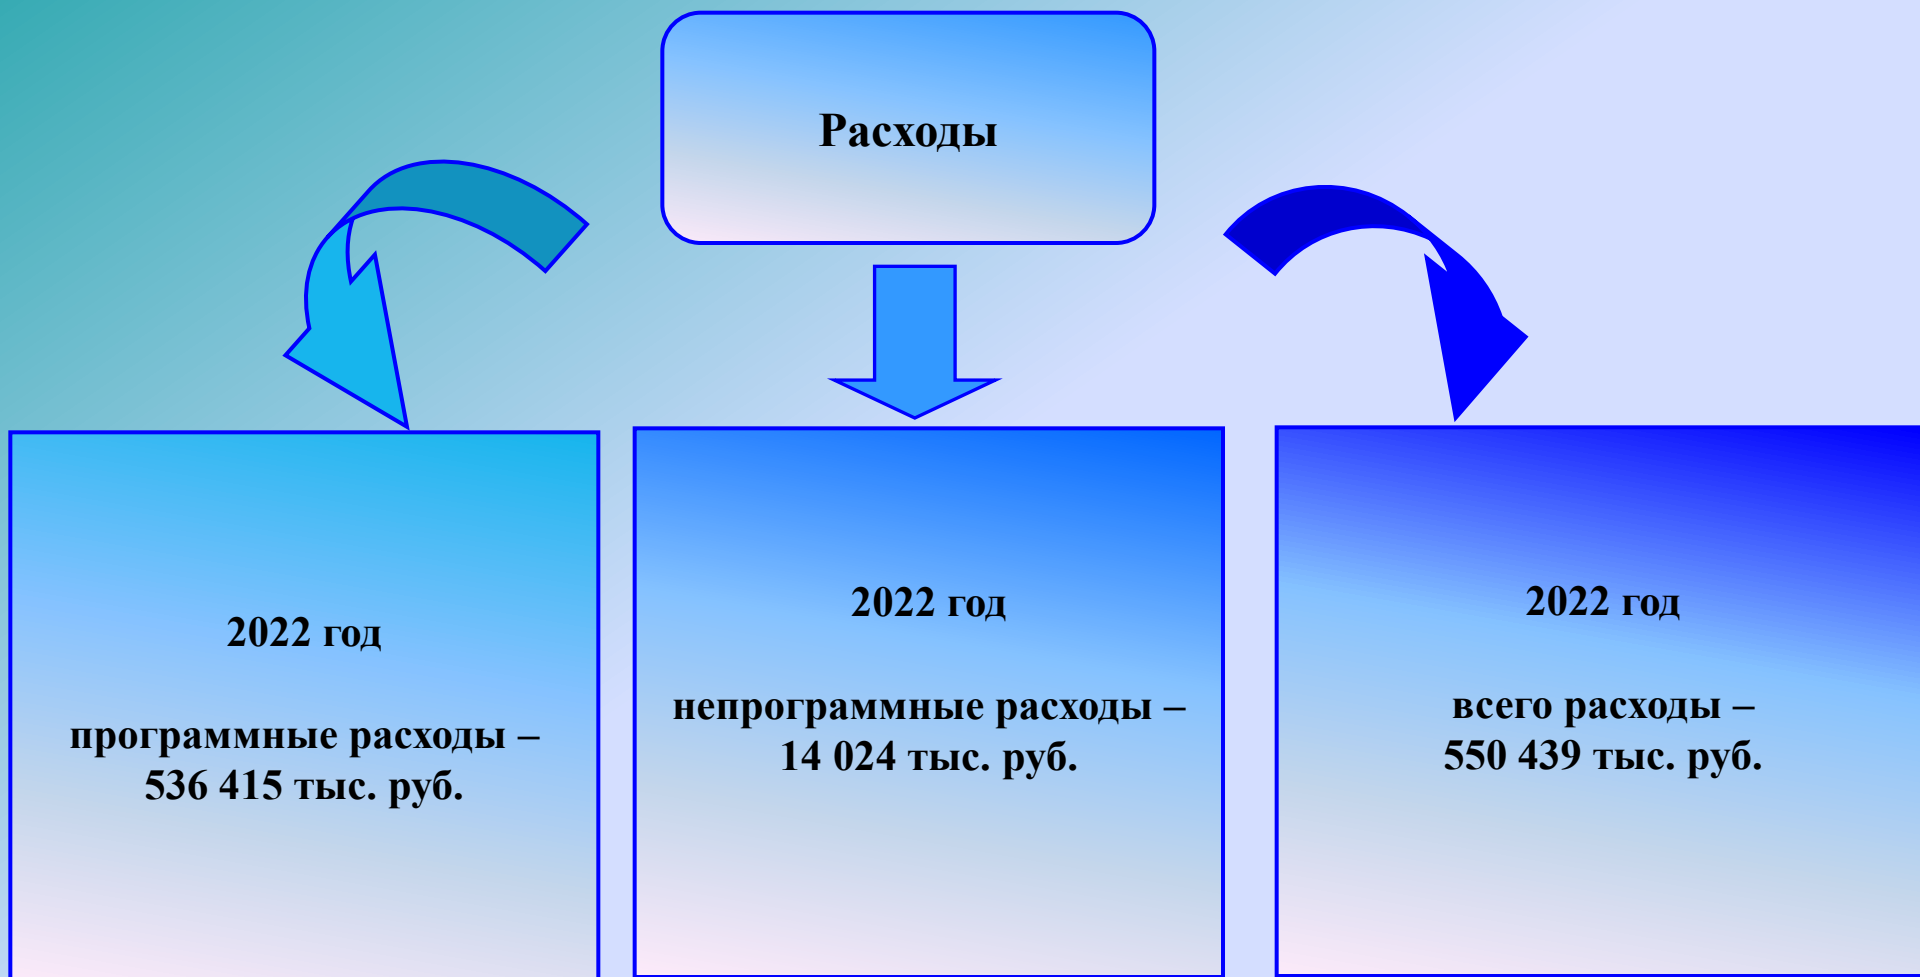 Расходы
2022 год
программные расходы –
536 415 тыс. руб.
2022 год
непрограммные расходы –
14 024 тыс. руб.
2022 год
всего расходы –
550 439 тыс. руб.